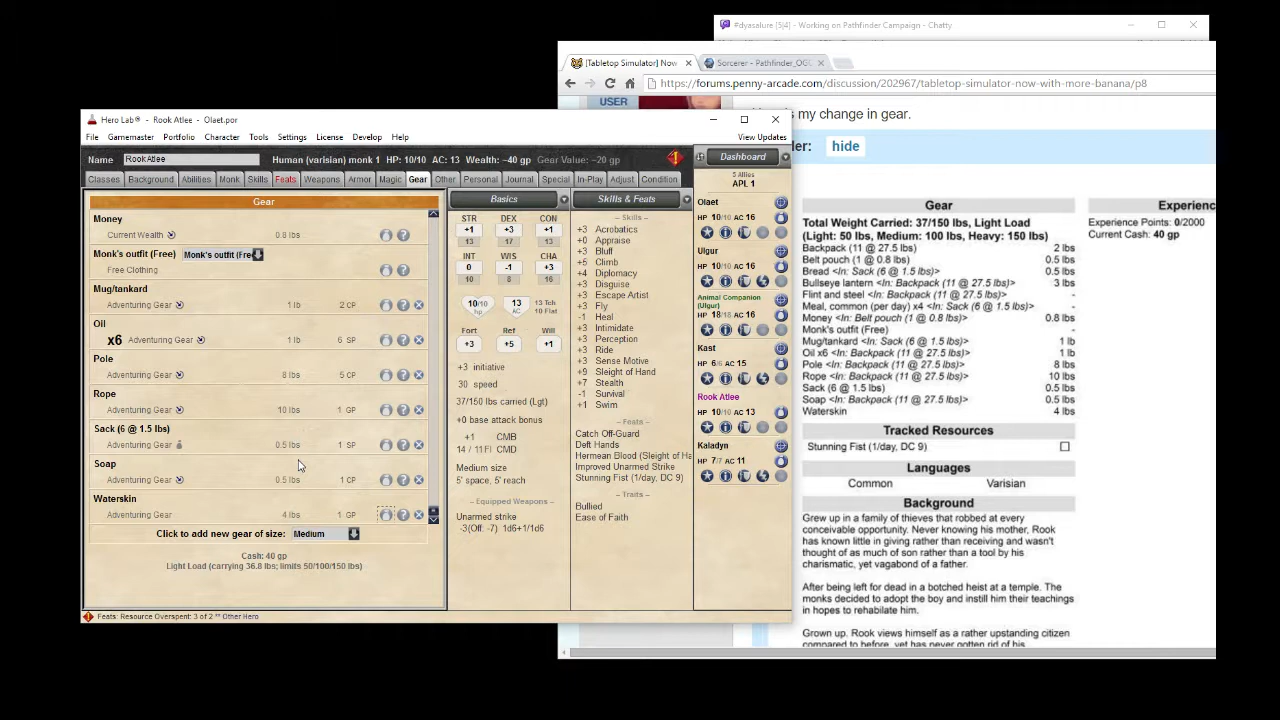 #dyasalure [5|4] - Working on Pathfinder Campaign - Chatty
[Tabletop Simulator] Now
Sorcerer - Pathfinder_OGL
https://forums.penny-arcade.com/discussion/202967/tabletop-simulator-now-with-more-banana/p8
USER
my change in gear.
hide
Hero Lab® - Rook Atlee - Olaet.por
File Gamemaster Portfolio Character Tools Settings License Develop Help
View Updates
Name Rook Atlee Human (varisian) monk 1 HP: 10/10 AC: 13 Wealth: ~40 gp Gear Value: ~20 gp
Classes Background Abilities Monk Skills Feats Weapons Armor Magic Gear Other Personal Journal Special In-Play Adjust Condition
Gear
Money
Current Wealth 0.8 lbs
Monk's outfit (Free) Monk's outfit (Fre
Free Clothing
Mug/tankard
Adventuring Gear 1 lb 2 CP
Oil
x6 Adventuring Gear 1 lb 6 SP
Pole
Adventuring Gear 8 lbs 5 CP
Rope
Adventuring Gear 10 lbs 1 GP
Sack (6 @ 1.5 lbs)
Adventuring Gear 0.5 lbs 1 SP
Soap
Adventuring Gear 0.5 lbs 1 CP
Waterskin
Adventuring Gear 4 lbs 1 GP
Click to add new gear of size: Medium
Cash: 40 gp
Light Load (carrying 36.8 lbs; limits 50/100/150 lbs)
Feats: Resource Overspent: 3 of 2 ** Other Hero
Basics
STR DEX CON
+1 +3 +1
13 17 13
INT WIS CHA
0 -1 +3
10 8 16
10/10 hp 13 AC 13 Tch
10 Flat
Fort Ref Will
+3 +5 +1
+3 initiative
30 speed
37/150 lbs carried (Lgt)
+0 base attack bonus
+1 CMB
14 / 11Fl CMD
Medium size
5' space, 5' reach
- Equipped Weapons -
Unarmed strike
-3(Off: -7) 1d6+1/1d6
Skills & Feats
- Skills -
+3 Acrobatics
+0 Appraise
+3 Bluff
+5 Climb
+4 Diplomacy
+3 Disguise
+3 Escape Artist
+3 Fly
-1 Heal
+3 Intimidate
+3 Perception
+3 Ride
+3 Sense Motive
+9 Sleight of Hand
+7 Stealth
-1 Survival
+1 Swim
- Feats -
Catch Off-Guard
Deft Hands
Hermean Blood (Sleight of Ha
Improved Unarmed Strike
Stunning Fist (1/day, DC 9)
- Traits -
Bullied
Ease of Faith
Dashboard
5 Allies
APL 1
Olaet
HP 10/10 AC 16
Ulgur
HP 10/10 AC 16
Animal Companion
(Ulgur)
HP 18/18 AC 16
Kast
HP 6/6 AC 15
Rook Atlee
HP 10/10 AC 13
Kaladyn
HP 7/7 AC 11
Gear
Total Weight Carried: 37/150 lbs, Light Load
(Light: 50 lbs, Medium: 100 lbs, Heavy: 150 lbs)
Backpack (11 @ 27.5 lbs) 2 lbs
Belt pouch (1 @ 0.8 lbs) 0.5 lbs
Bread <In: Sack (6 @ 1.5 lbs)> 0.5 lbs
Bullseye lantern <In: Backpack (11 @ 27.5 lbs)> 3 lbs
Flint and steel <In: Backpack (11 @ 27.5 lbs)> -
Meal, common (per day) x4 <In: Sack (6 @ 1.5 lbs)> -
Money <In: Belt pouch (1 @ 0.8 lbs)> 0.8 lbs
Monk's outfit (Free) -
Mug/tankard <In: Sack (6 @ 1.5 lbs)> 1 lb
Oil x6 <In: Backpack (11 @ 27.5 lbs)> 1 lb
Pole <In: Backpack (11 @ 27.5 lbs)> 8 lbs
Rope <In: Backpack (11 @ 27.5 lbs)> 10 lbs
Sack (6 @ 1.5 lbs) 0.5 lbs
Soap <In: Backpack (11 @ 27.5 lbs)> 0.5 lbs
Waterskin 4 lbs
Tracked Resources
Stunning Fist (1/day, DC 9)
Languages
Common Varisian
Background
Grew up in a family of thieves that robbed at every
conceivable opportunity. Never knowing his mother, Rook
has known little in giving rather than receiving and wasn't
thought of as much of son rather than a tool by his
charismatic, yet vagabond of a father.
After being left for dead in a botched heist at a temple. The
monks decided to adopt the boy and instill him their teachings
in hopes to rehabilate him.
Grown up. Rook views himself as a rather upstanding citizen
compared to before, yet has never gotten rid of his
Experienc
Experience Points: 0/2000
Current Cash: 40 gp